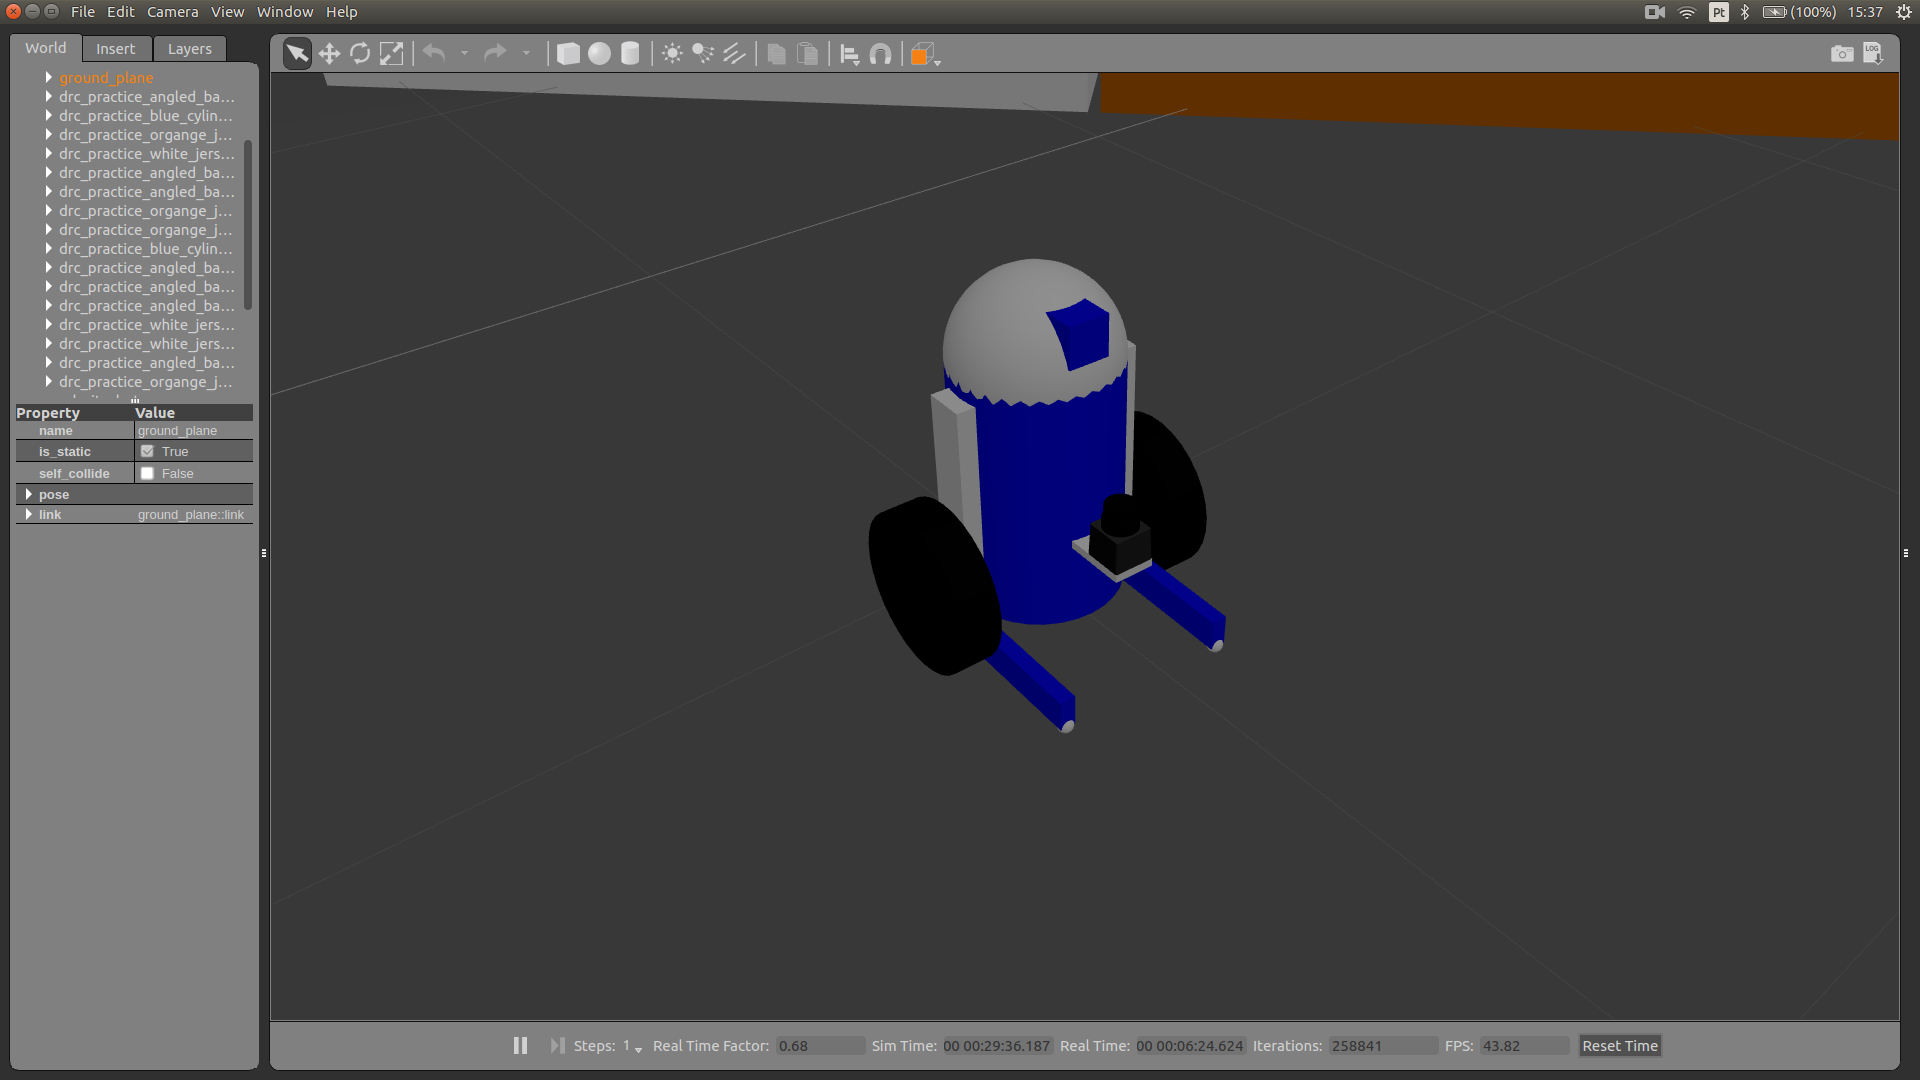 File Edit Camera View Window Help
Pt (100%) 15:37
World Insert Layers
LOG
ground_plane
drc_practice_angled_ba...
drc_practice_blue_cylin...
drc_practice_organge_j...
drc_practice_white_jers...
drc_practice_angled_ba...
drc_practice_angled_ba...
drc_practice_organge_j...
drc_practice_organge_j...
drc_practice_blue_cylin...
drc_practice_angled_ba...
drc_practice_angled_ba...
drc_practice_angled_ba...
drc_practice_white_jers...
drc_practice_white_jers...
drc_practice_angled_ba...
drc_practice_organge_j...
Property Value
name ground_plane
is_static True
self_collide False
pose
link ground_plane::link
Steps: 1 Real Time Factor: 0.68 Sim Time: 00 00:29:36.187 Real Time: 00 00:06:24.624 Iterations: 258841 FPS: 43.82 Reset Time